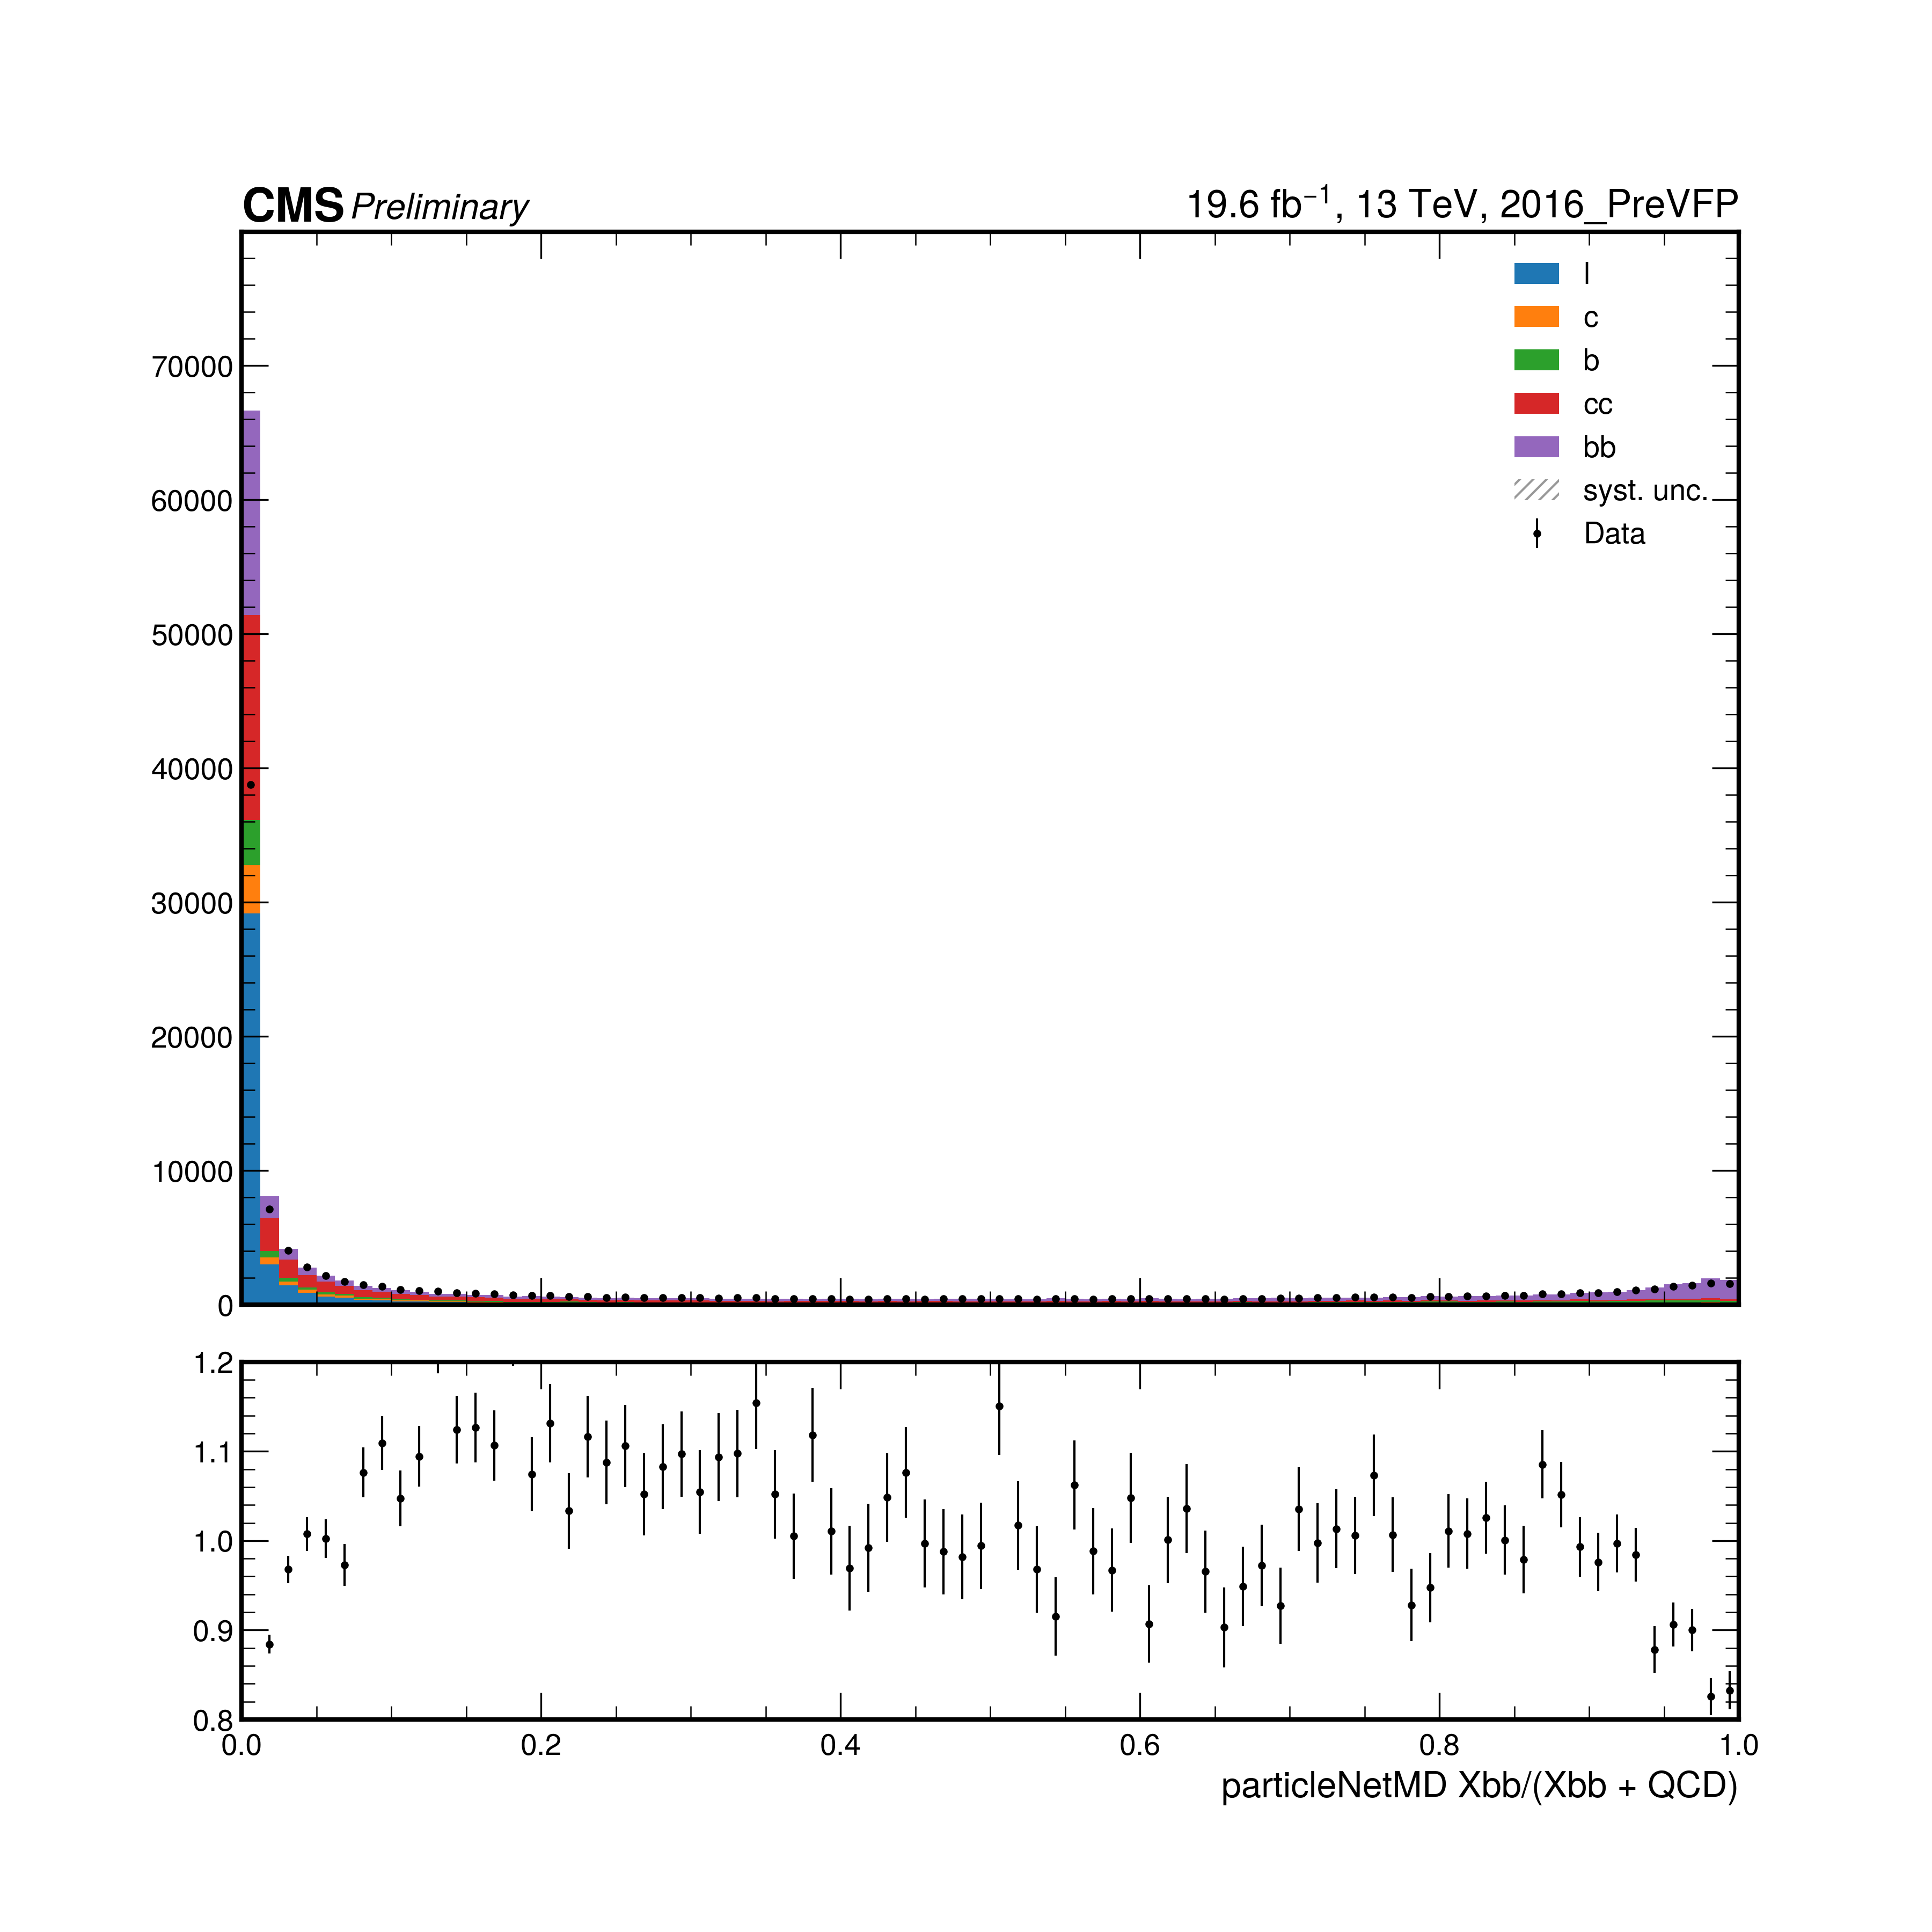 CMS Preliminary
19.6 fb⁻¹, 13 TeV, 2016_PreVFP
l
c
b
cc
bb
syst. unc.
Data
70000
60000
50000
40000
30000
20000
10000
0
1.2
1.1
1.0
0.9
0.8
0.0 0.2 0.4 0.6 0.8 1.0
particleNetMD Xbb/(Xbb + QCD)